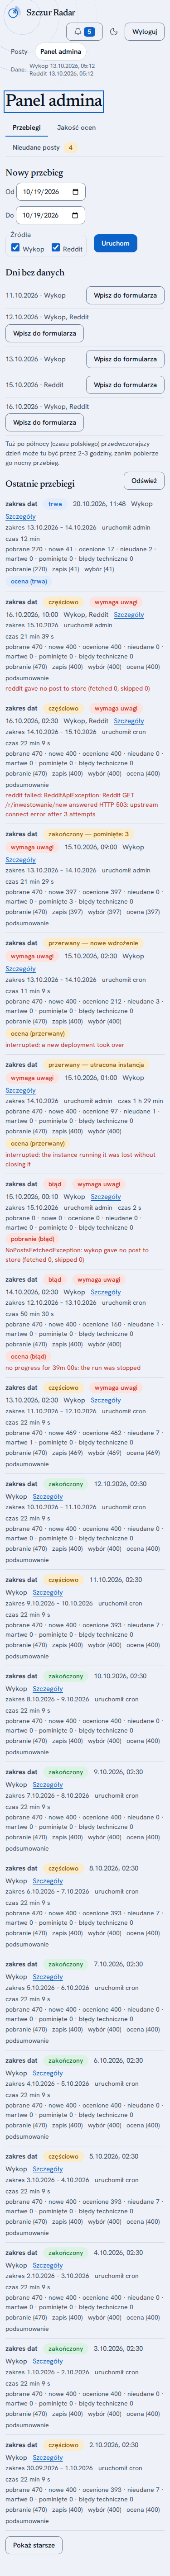 Szczur Radar
5
Wyloguj
Posty
Panel admina
Dane:
Wykop 13.10.2026, 05:12
Reddit 13.10.2026, 05:12
Panel admina
Przebiegi
Jakość ocen
Nieudane posty 4
Nowy przebieg
Od 10/19/2026
Do 10/19/2026
Źródła
Wykop
Reddit
Uruchom
Dni bez danych
11.10.2026 · Wykop
Wpisz do formularza
12.10.2026 · Wykop, Reddit
Wpisz do formularza
13.10.2026 · Wykop
Wpisz do formularza
15.10.2026 · Reddit
Wpisz do formularza
16.10.2026 · Wykop, Reddit
Wpisz do formularza
Tuż po północy (czasu polskiego) przedwczorajszy
dzień może tu być przez 2–3 godziny, zanim pobierze
go nocny przebieg.
Ostatnie przebiegi
Odśwież
zakres dat trwa 20.10.2026, 11:48 Wykop
Szczegóły
zakres 13.10.2026 – 14.10.2026 uruchomił admin
czas 12 min
pobrane 270 · nowe 41 · ocenione 17 · nieudane 2 ·
martwe 0 · pominięte 0 · błędy techniczne 0
pobranie (270) zapis (41) wybór (41)
ocena (trwa)
zakres dat częściowo wymaga uwagi
16.10.2026, 10:00 Wykop, Reddit Szczegóły
zakres 15.10.2026 uruchomił admin
czas 21 min 39 s
pobrane 470 · nowe 400 · ocenione 400 · nieudane 0 ·
martwe 0 · pominięte 0 · błędy techniczne 0
pobranie (470) zapis (400) wybór (400) ocena (400)
podsumowanie
reddit gave no post to store (fetched 0, skipped 0)
zakres dat częściowo wymaga uwagi
16.10.2026, 02:30 Wykop, Reddit Szczegóły
zakres 14.10.2026 – 15.10.2026 uruchomił cron
czas 22 min 9 s
pobrane 470 · nowe 400 · ocenione 400 · nieudane 0 ·
martwe 0 · pominięte 0 · błędy techniczne 0
pobranie (470) zapis (400) wybór (400) ocena (400)
podsumowanie
reddit failed: RedditApiException: Reddit GET
/r/inwestowanie/new answered HTTP 503: upstream
connect error after 3 attempts
zakres dat zakończony — pominięte: 3
wymaga uwagi 15.10.2026, 09:00 Wykop
Szczegóły
zakres 13.10.2026 – 14.10.2026 uruchomił admin
czas 21 min 29 s
pobrane 470 · nowe 397 · ocenione 397 · nieudane 0 ·
martwe 0 · pominięte 3 · błędy techniczne 0
pobranie (470) zapis (397) wybór (397) ocena (397)
podsumowanie
zakres dat przerwany — nowe wdrożenie
wymaga uwagi 15.10.2026, 02:30 Wykop
Szczegóły
zakres 13.10.2026 – 14.10.2026 uruchomił cron
czas 11 min 9 s
pobrane 470 · nowe 400 · ocenione 212 · nieudane 3 ·
martwe 0 · pominięte 0 · błędy techniczne 0
pobranie (470) zapis (400) wybór (400)
ocena (przerwany)
interrupted: a new deployment took over
zakres dat przerwany — utracona instancja
wymaga uwagi 15.10.2026, 01:00 Wykop
Szczegóły
zakres 14.10.2026 uruchomił admin czas 1 h 29 min
pobrane 470 · nowe 400 · ocenione 97 · nieudane 1 ·
martwe 0 · pominięte 0 · błędy techniczne 0
pobranie (470) zapis (400) wybór (400)
ocena (przerwany)
interrupted: the instance running it was lost without
closing it
zakres dat błąd wymaga uwagi
15.10.2026, 00:10 Wykop Szczegóły
zakres 15.10.2026 uruchomił admin czas 2 s
pobrane 0 · nowe 0 · ocenione 0 · nieudane 0 ·
martwe 0 · pominięte 0 · błędy techniczne 0
pobranie (błąd)
NoPostsFetchedException: wykop gave no post to
store (fetched 0, skipped 0)
zakres dat błąd wymaga uwagi
14.10.2026, 02:30 Wykop Szczegóły
zakres 12.10.2026 – 13.10.2026 uruchomił cron
czas 50 min 30 s
pobrane 470 · nowe 400 · ocenione 160 · nieudane 1 ·
martwe 0 · pominięte 0 · błędy techniczne 0
pobranie (470) zapis (400) wybór (400)
ocena (błąd)
no progress for 39m 00s: the run was stopped
zakres dat częściowo wymaga uwagi
13.10.2026, 02:30 Wykop Szczegóły
zakres 11.10.2026 – 12.10.2026 uruchomił cron
czas 22 min 9 s
pobrane 470 · nowe 469 · ocenione 462 · nieudane 7 ·
martwe 1 · pominięte 0 · błędy techniczne 0
pobranie (470) zapis (469) wybór (469) ocena (469)
podsumowanie
zakres dat zakończony 12.10.2026, 02:30
Wykop Szczegóły
zakres 10.10.2026 – 11.10.2026 uruchomił cron
czas 22 min 9 s
pobrane 470 · nowe 400 · ocenione 400 · nieudane 0 ·
martwe 0 · pominięte 0 · błędy techniczne 0
pobranie (470) zapis (400) wybór (400) ocena (400)
podsumowanie
zakres dat częściowo 11.10.2026, 02:30
Wykop Szczegóły
zakres 9.10.2026 – 10.10.2026 uruchomił cron
czas 22 min 9 s
pobrane 470 · nowe 400 · ocenione 393 · nieudane 7 ·
martwe 0 · pominięte 0 · błędy techniczne 0
pobranie (470) zapis (400) wybór (400) ocena (400)
podsumowanie
zakres dat zakończony 10.10.2026, 02:30
Wykop Szczegóły
zakres 8.10.2026 – 9.10.2026 uruchomił cron
czas 22 min 9 s
pobrane 470 · nowe 400 · ocenione 400 · nieudane 0 ·
martwe 0 · pominięte 0 · błędy techniczne 0
pobranie (470) zapis (400) wybór (400) ocena (400)
podsumowanie
zakres dat zakończony 9.10.2026, 02:30
Wykop Szczegóły
zakres 7.10.2026 – 8.10.2026 uruchomił cron
czas 22 min 9 s
pobrane 470 · nowe 400 · ocenione 400 · nieudane 0 ·
martwe 0 · pominięte 0 · błędy techniczne 0
pobranie (470) zapis (400) wybór (400) ocena (400)
podsumowanie
zakres dat częściowo 8.10.2026, 02:30
Wykop Szczegóły
zakres 6.10.2026 – 7.10.2026 uruchomił cron
czas 22 min 9 s
pobrane 470 · nowe 400 · ocenione 393 · nieudane 7 ·
martwe 0 · pominięte 0 · błędy techniczne 0
pobranie (470) zapis (400) wybór (400) ocena (400)
podsumowanie
zakres dat zakończony 7.10.2026, 02:30
Wykop Szczegóły
zakres 5.10.2026 – 6.10.2026 uruchomił cron
czas 22 min 9 s
pobrane 470 · nowe 400 · ocenione 400 · nieudane 0 ·
martwe 0 · pominięte 0 · błędy techniczne 0
pobranie (470) zapis (400) wybór (400) ocena (400)
podsumowanie
zakres dat zakończony 6.10.2026, 02:30
Wykop Szczegóły
zakres 4.10.2026 – 5.10.2026 uruchomił cron
czas 22 min 9 s
pobrane 470 · nowe 400 · ocenione 400 · nieudane 0 ·
martwe 0 · pominięte 0 · błędy techniczne 0
pobranie (470) zapis (400) wybór (400) ocena (400)
podsumowanie
zakres dat częściowo 5.10.2026, 02:30
Wykop Szczegóły
zakres 3.10.2026 – 4.10.2026 uruchomił cron
czas 22 min 9 s
pobrane 470 · nowe 400 · ocenione 393 · nieudane 7 ·
martwe 0 · pominięte 0 · błędy techniczne 0
pobranie (470) zapis (400) wybór (400) ocena (400)
podsumowanie
zakres dat zakończony 4.10.2026, 02:30
Wykop Szczegóły
zakres 2.10.2026 – 3.10.2026 uruchomił cron
czas 22 min 9 s
pobrane 470 · nowe 400 · ocenione 400 · nieudane 0 ·
martwe 0 · pominięte 0 · błędy techniczne 0
pobranie (470) zapis (400) wybór (400) ocena (400)
podsumowanie
zakres dat zakończony 3.10.2026, 02:30
Wykop Szczegóły
zakres 1.10.2026 – 2.10.2026 uruchomił cron
czas 22 min 9 s
pobrane 470 · nowe 400 · ocenione 400 · nieudane 0 ·
martwe 0 · pominięte 0 · błędy techniczne 0
pobranie (470) zapis (400) wybór (400) ocena (400)
podsumowanie
zakres dat częściowo 2.10.2026, 02:30
Wykop Szczegóły
zakres 30.09.2026 – 1.10.2026 uruchomił cron
czas 22 min 9 s
pobrane 470 · nowe 400 · ocenione 393 · nieudane 7 ·
martwe 0 · pominięte 0 · błędy techniczne 0
pobranie (470) zapis (400) wybór (400) ocena (400)
podsumowanie
Pokaż starsze